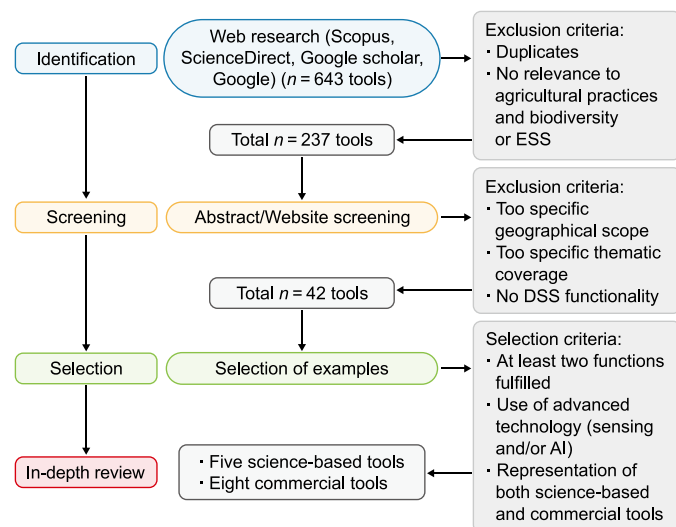 Identification
Web research (Scopus,
ScienceDirect, Google scholar,
Google) (n = 643 tools)
Exclusion criteria:
· Duplicates
· No relevance to
agricultural practices
and biodiversity
or ESS
Total n = 237 tools
Screening
Abstract/Website screening
Exclusion criteria:
· Too specific
geographical scope
· Too specific thematic
coverage
· No DSS functionality
Total n = 42 tools
Selection
Selection of examples
Selection criteria:
· At least two functions
fulfilled
· Use of advanced
technology (sensing
and/or AI)
· Representation of
both science-based
and commercial tools
In-depth review
· Five science-based tools
· Eight commercial tools